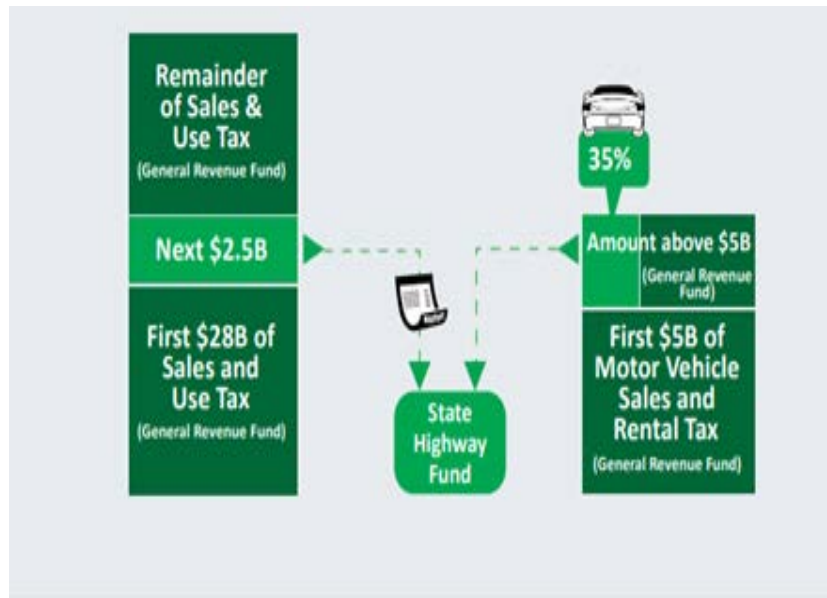 Remainder
of Sales &
Use Tax
(General Revenue Fund)
Next $2.5B
First $28B of
Sales and
Use Tax
(General Revenue Fund)
State
Highway
Fund
35%
Amount above $5B
(General Revenue
Fund)
First $5B of
Motor Vehicle
Sales and
Rental Tax
(General Revenue Fund)